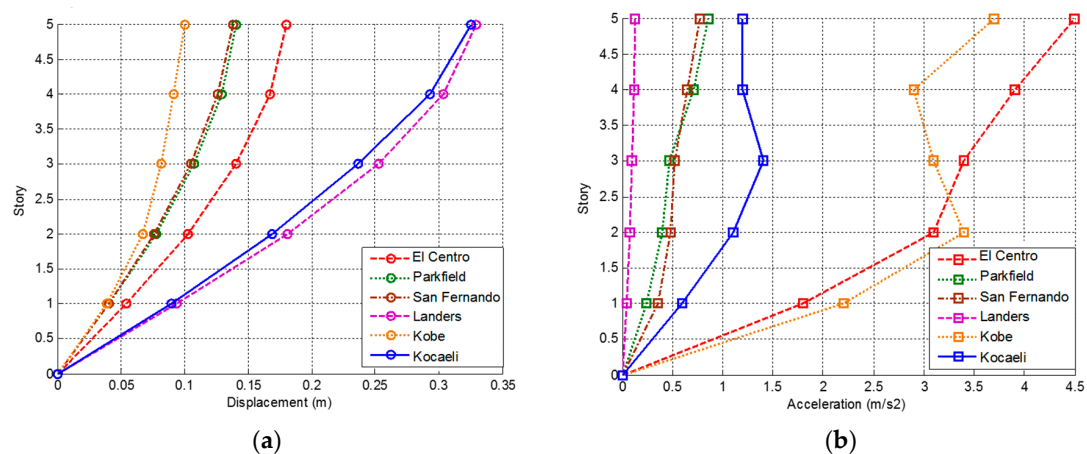 5
4.5
4
3.5
3
2.5
2
1.5
1
0.5
0
Story
0
0.05
0.1
0.15
0.2
0.25
0.3
0.35
Displacement (m)
El Centro
Parkfield
San Fernando
Landers
Kobe
Kocaeli
(a)
5
4.5
4
3.5
3
2.5
2
1.5
1
0.5
0
Story
0
0.5
1
1.5
2
2.5
3
3.5
4
4.5
Acceleration (m/s2)
El Centro
Parkfield
San Fernando
Landers
Kobe
Kocaeli
(b)